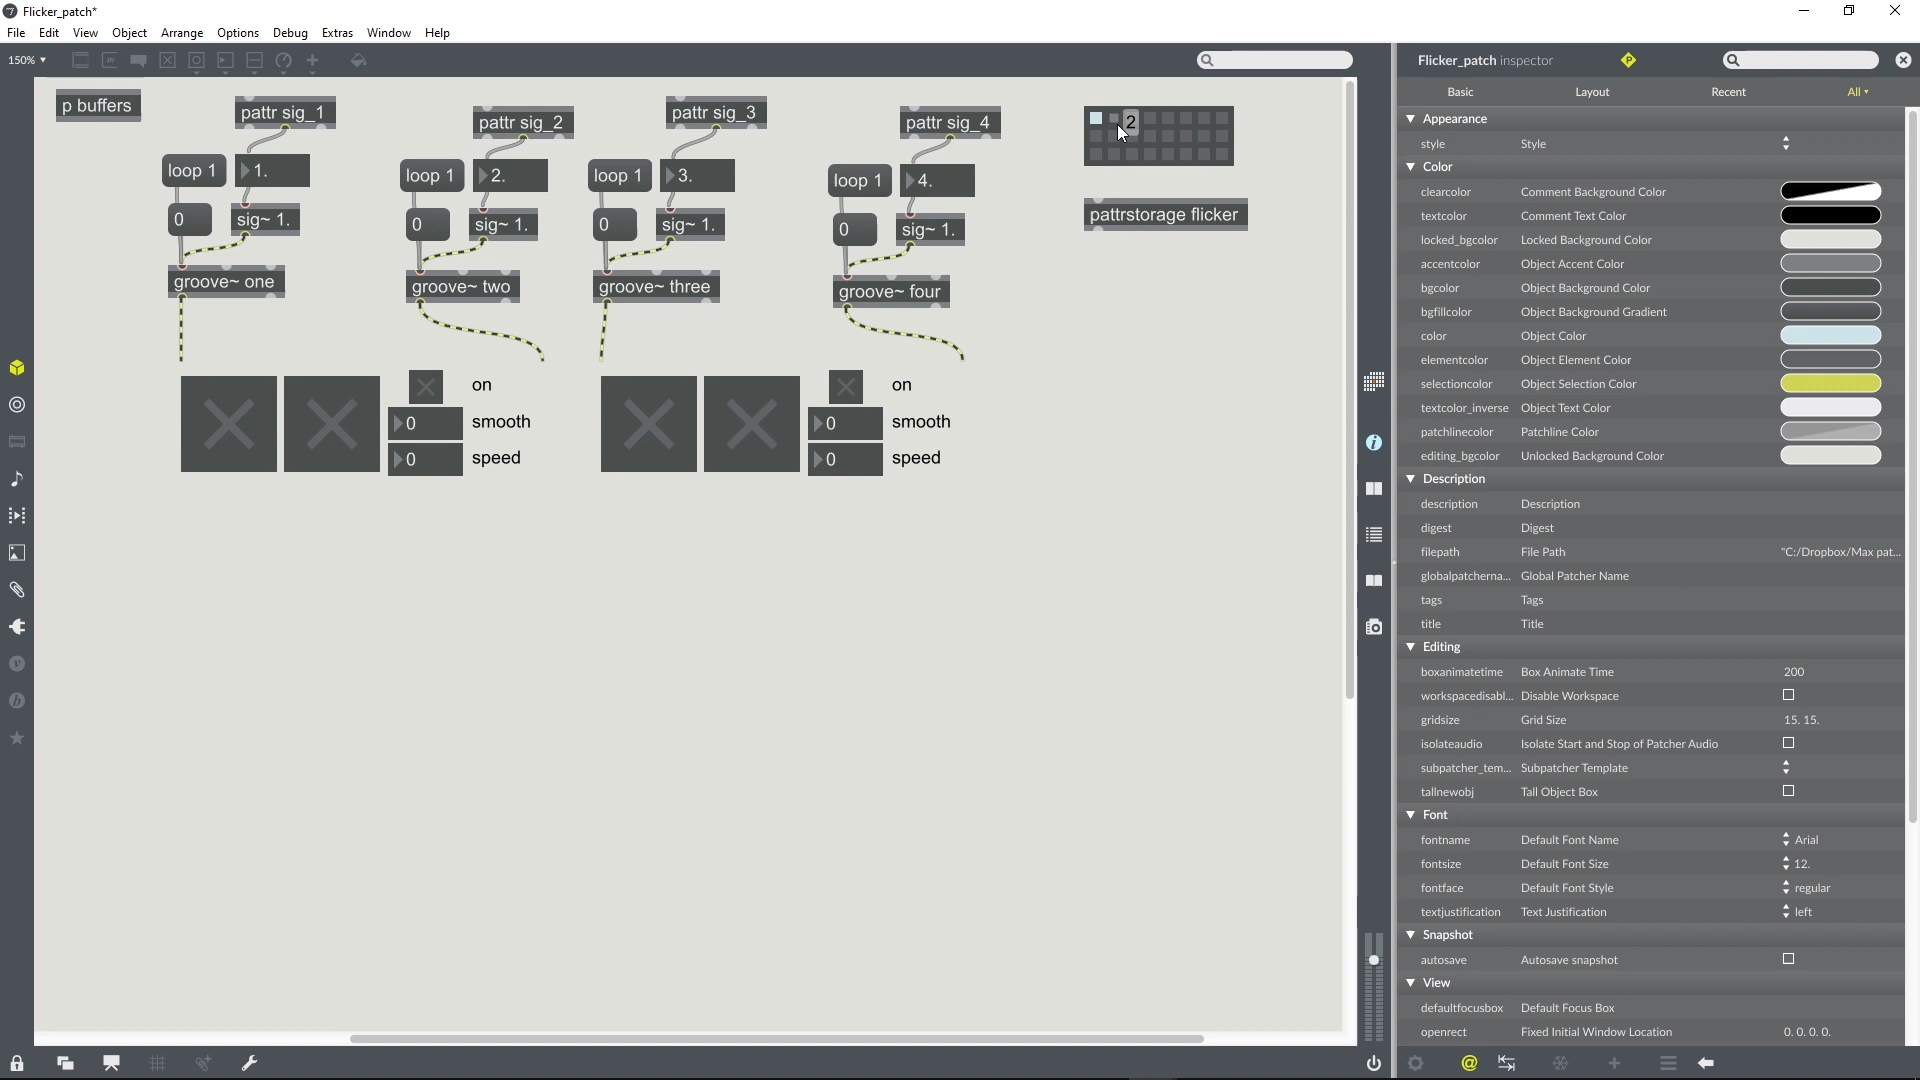 Flicker_patch*
File Edit View Object Arrange Options Debug Extras Window Help
150%
p buffers
pattr sig_1
pattr sig_2
pattr sig_3
pattr sig_4
2
loop 1
1.
loop 1
2.
loop 1
3.
loop 1
4.
pattrstorage flicker
0
sig~ 1.
0
sig~ 1.
0
sig~ 1.
0
sig~ 1.
groove~ one
groove~ two
groove~ three
groove~ four
on
on
0
smooth
0
smooth
0
speed
0
speed
Flicker_patch inspector
Basic Layout Recent All
Appearance
style Style
Color
clearcolor Comment Background Color
textcolor Comment Text Color
locked_bgcolor Locked Background Color
accentcolor Object Accent Color
bgcolor Object Background Color
bgfillcolor Object Background Gradient
color Object Color
elementcolor Object Element Color
selectioncolor Object Selection Color
textcolor_inverse Object Text Color
patchlinecolor Patchline Color
editing_bgcolor Unlocked Background Color
Description
description Description
digest Digest
filepath File Path "C:/Dropbox/Max pat...
globalpatcherna... Global Patcher Name
tags Tags
title Title
Editing
boxanimatetime Box Animate Time 200
workspacedisabl... Disable Workspace
gridsize Grid Size 15. 15.
isolateaudio Isolate Start and Stop of Patcher Audio
subpatcher_tem... Subpatcher Template
tallnewobj Tall Object Box
Font
fontname Default Font Name Arial
fontsize Default Font Size 12.
fontface Default Font Style regular
textjustification Text Justification left
Snapshot
autosave Autosave snapshot
View
defaultfocusbox Default Focus Box
openrect Fixed Initial Window Location 0. 0. 0. 0.